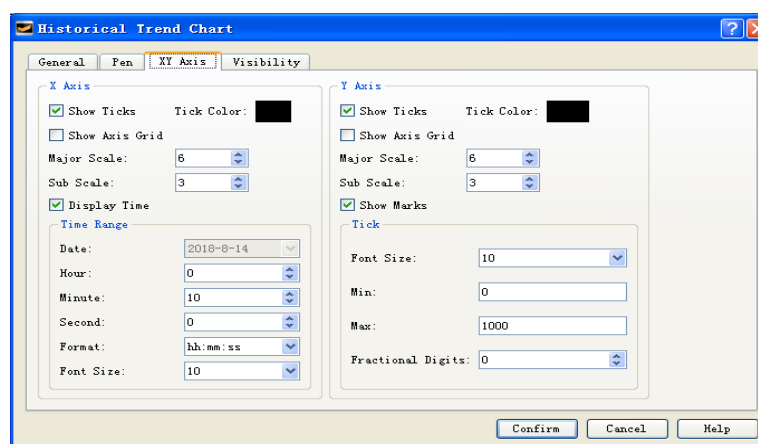 Historical Trend Chart
General Pen XY Axis Visibility
X Axis
Show Ticks Tick Color:
Show Axis Grid
Major Scale: 6
Sub Scale: 3
Display Time
Time Range
Date: 2018-8-14
Hour: 0
Minute: 10
Second: 0
Format: hh:mm:ss
Font Size: 10
Y Axis
Show Ticks Tick Color:
Show Axis Grid
Major Scale: 6
Sub Scale: 3
Show Marks
Tick
Font Size: 10
Min: 0
Max: 1000
Fractional Digits: 0
Confirm Cancel Help